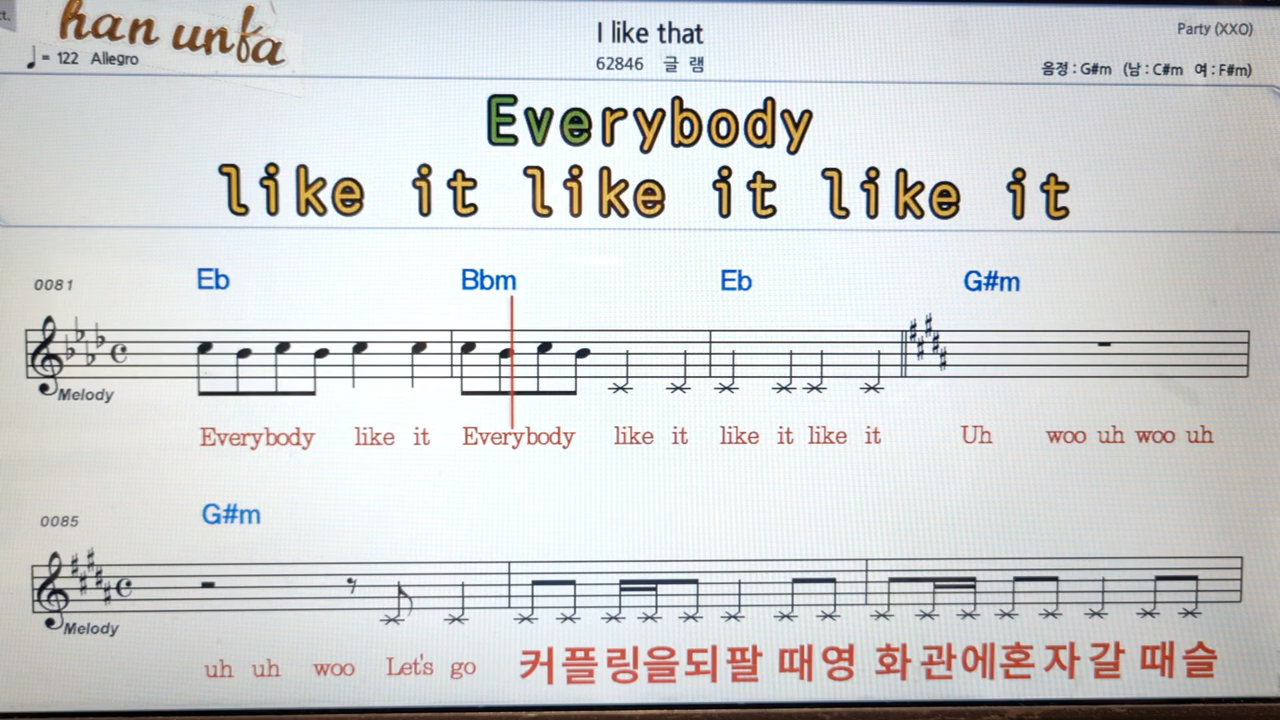 han unfa
I like that
Party (XXO)
♩= 122 Allegro
62846 글 램
음정 : G#m (남 : C#m 여 : F#m)
Everybody
like it like it like it
0081
Eb Bbm Eb G#m
Melody
Everybody like it Everybody like it like it like it Uh woo uh woo uh
0085
G#m
Melody
uh uh woo Let's go 커플링을되팔 때영 화관에혼자갈 때슬